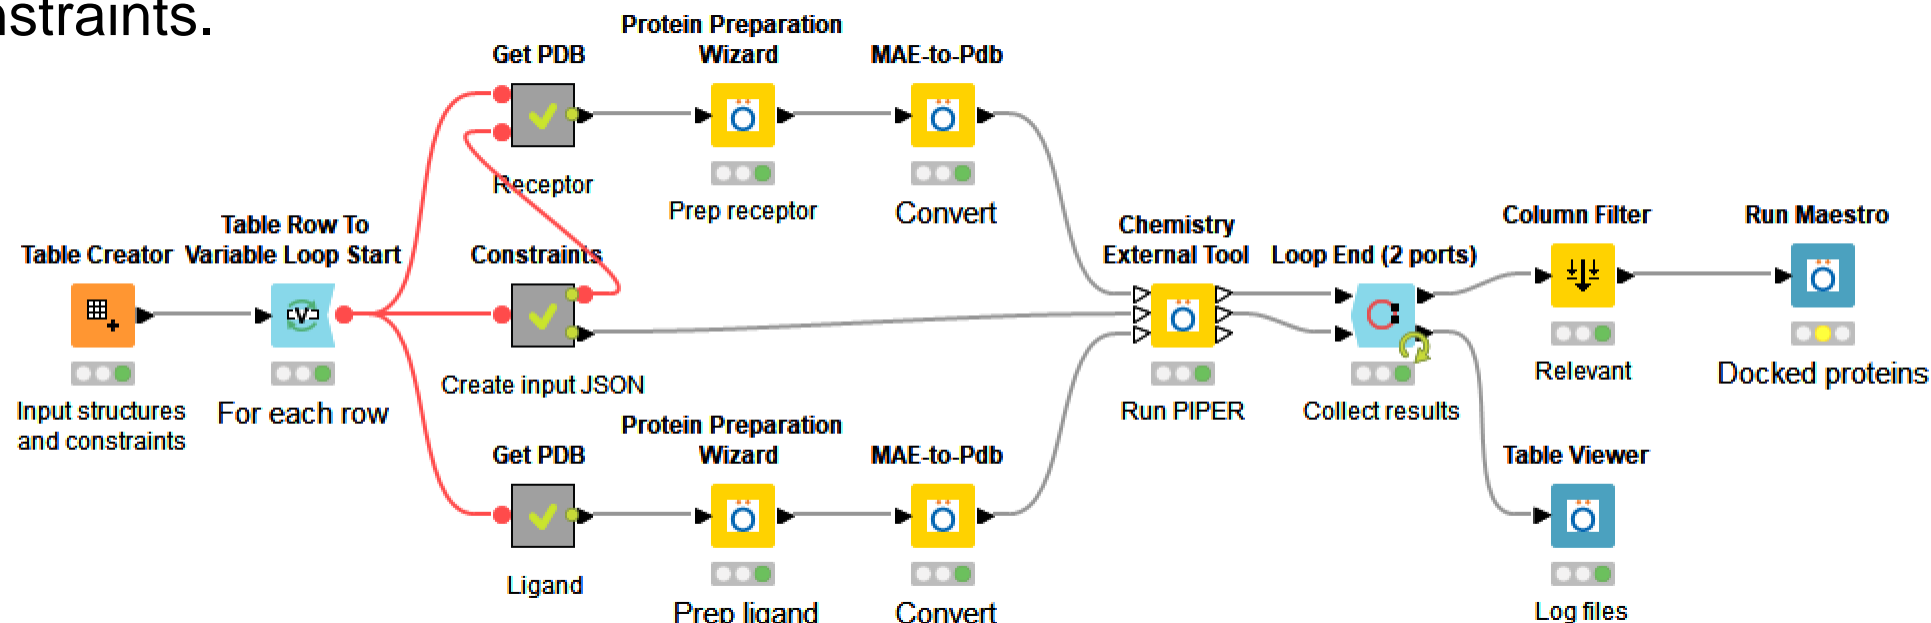 nstraints.
Protein Preparation
Wizard
Get PDB
MAE-to-Pdb
Receptor
Prep receptor
Convert
Table Creator
Table Row To
Variable Loop Start
Constraints
Chemistry
External Tool
Loop End (2 ports)
Column Filter
Run Maestro
V
Input structures
and constraints
For each row
Create input JSON
Run PIPER
Collect results
Relevant
Docked proteins
Protein Preparation
Wizard
Get PDB
MAE-to-Pdb
Table Viewer
Ligand
Prep ligand
Convert
Log files